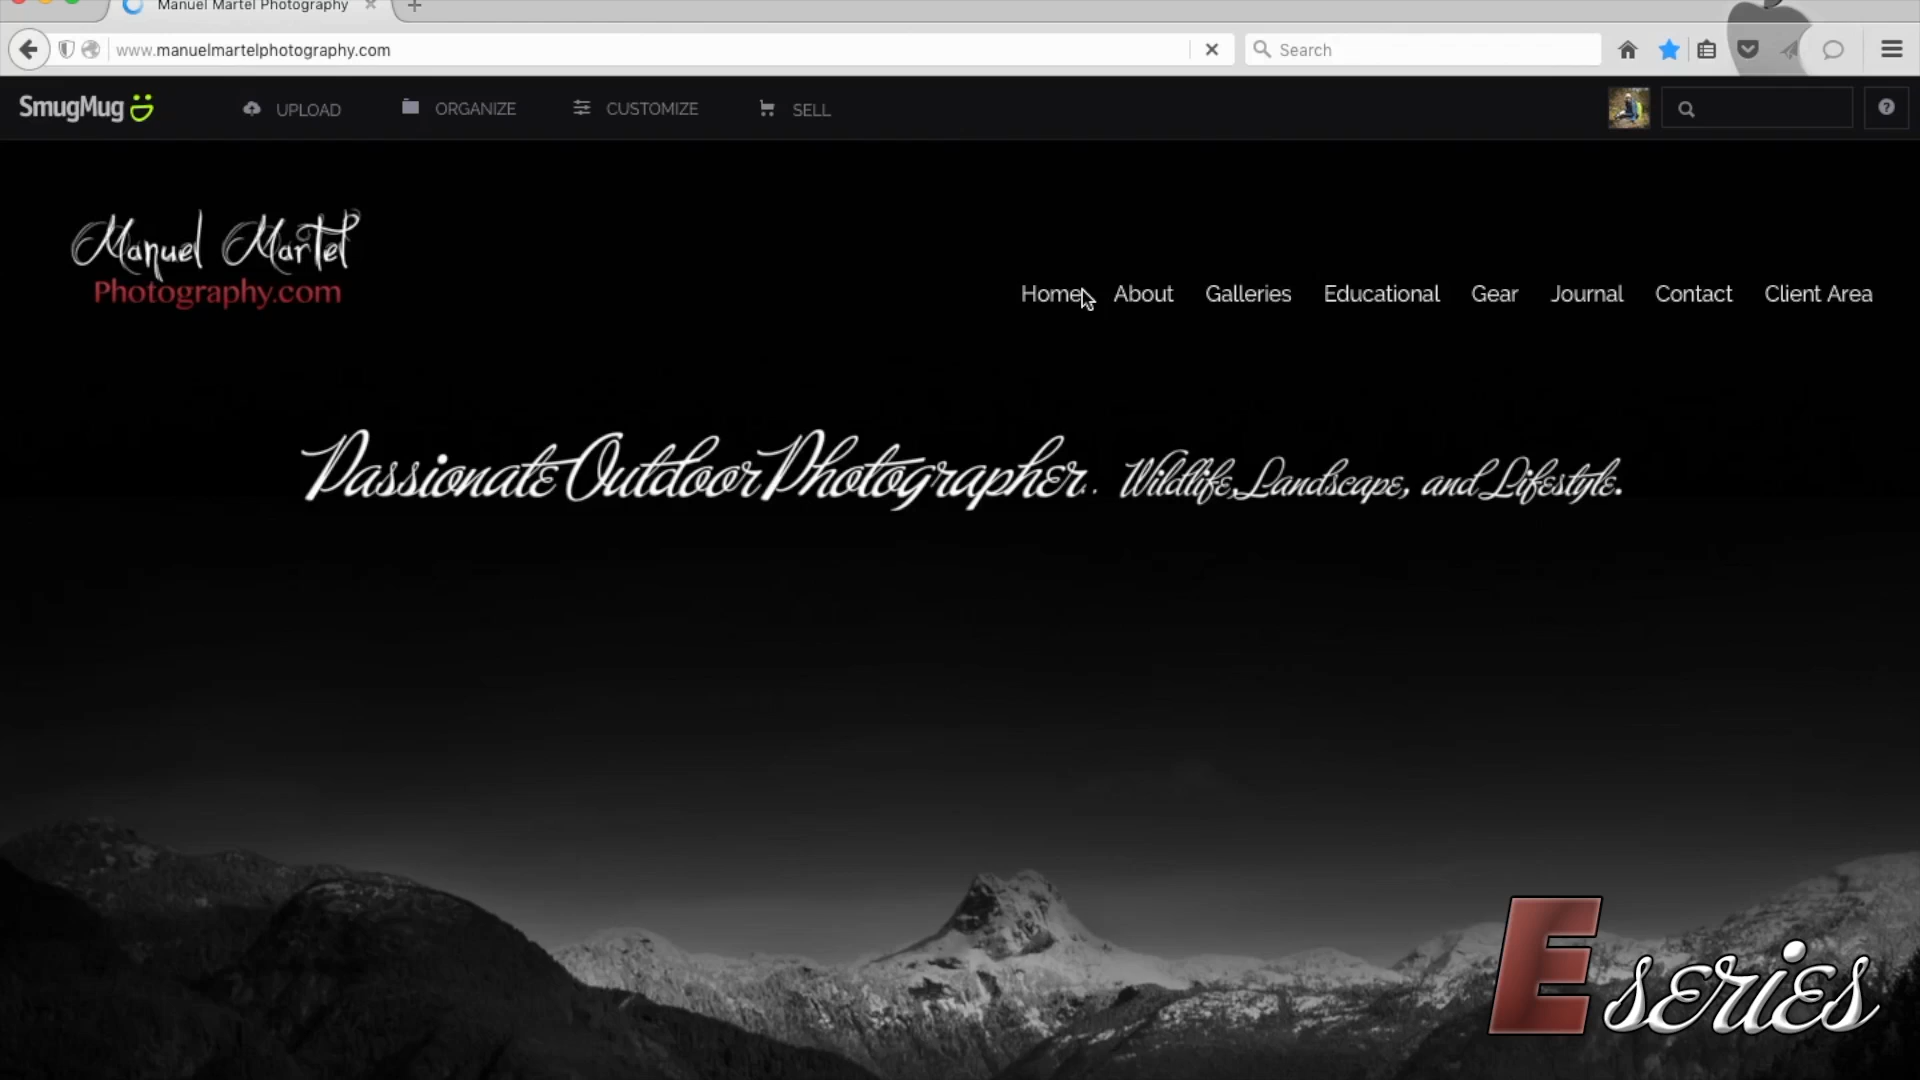 Manuel Martel Photography
www.manuelmartelphotography.com
Search
SmugMug
UPLOAD
ORGANIZE
CUSTOMIZE
SELL
Manuel Martel
Photography.com
Home
About
Galleries
Educational
Gear
Journal
Contact
Client Area
Passionate Outdoor Photographer.. Wildlife, Landscape, and Lifestyle.
E series